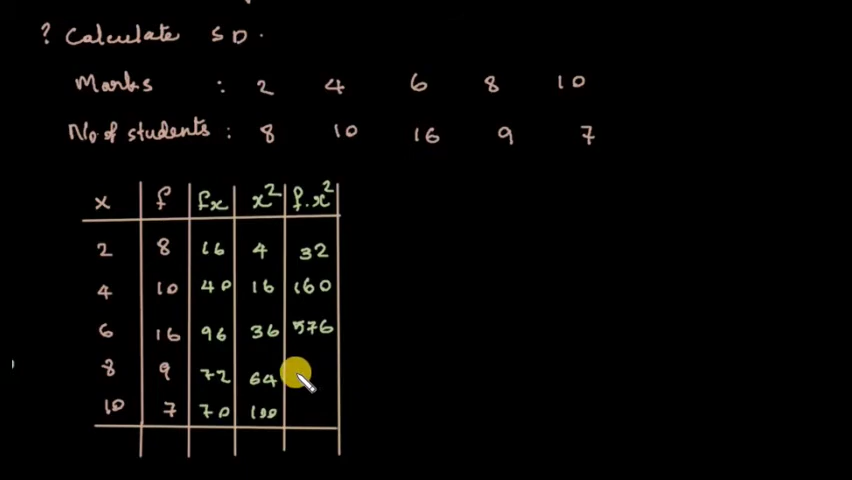 ? Calculate SD.
Marks : 2 4 6 8 10
No of students : 8 10 16 9 7
x f fx x² f.x²
2 8 16 4 32
4 10 40 16 160
6 16 96 36 576
8 9 72 64
10 7 70 100